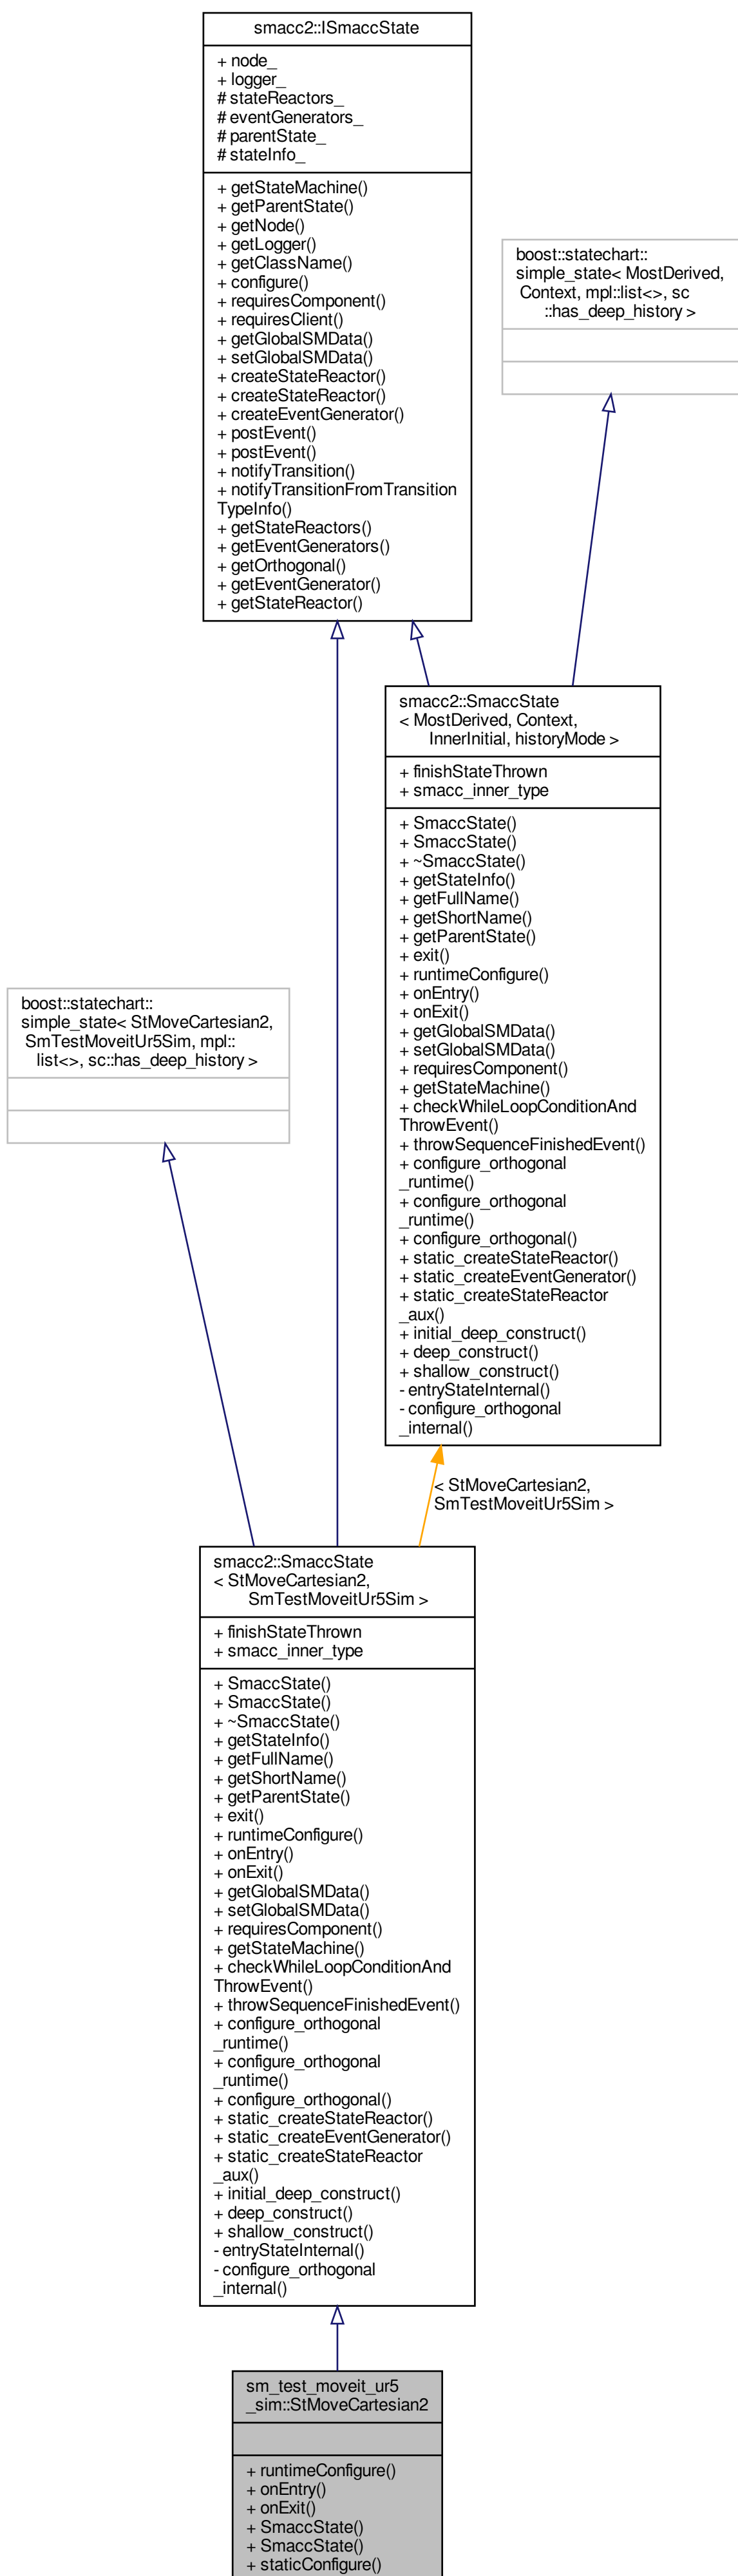 smacc2::ISmaccState
+ node_
+ logger_
# stateReactors_
# eventGenerators_
# parentState_
# stateInfo_
+ getStateMachine()
+ getParentState()
+ getNode()
+ getLogger()
+ getClassName()
+ configure()
+ requiresComponent()
+ requiresClient()
+ getGlobalSMData()
+ setGlobalSMData()
+ createStateReactor()
+ createStateReactor()
+ createEventGenerator()
+ postEvent()
+ postEvent()
+ notifyTransition()
+ notifyTransitionFromTransition
TypeInfo()
+ getStateReactors()
+ getEventGenerators()
+ getOrthogonal()
+ getEventGenerator()
+ getStateReactor()
boost::statechart::
simple_state< MostDerived,
Context, mpl::list<>, sc
::has_deep_history >
smacc2::SmaccState
< MostDerived, Context,
InnerInitial, historyMode >
+ finishStateThrown
+ smacc_inner_type
+ SmaccState()
+ SmaccState()
+ ~SmaccState()
+ getStateInfo()
+ getFullName()
+ getShortName()
+ getParentState()
+ exit()
+ runtimeConfigure()
+ onEntry()
+ onExit()
+ getGlobalSMData()
+ setGlobalSMData()
+ requiresComponent()
+ getStateMachine()
+ checkWhileLoopConditionAnd
ThrowEvent()
+ throwSequenceFinishedEvent()
+ configure_orthogonal
_runtime()
+ configure_orthogonal
_runtime()
+ configure_orthogonal()
+ static_createStateReactor()
+ static_createEventGenerator()
+ static_createStateReactor
_aux()
+ initial_deep_construct()
+ deep_construct()
+ shallow_construct()
- entryStateInternal()
- configure_orthogonal
_internal()
boost::statechart::
simple_state< StMoveCartesian2,
SmTestMoveitUr5Sim, mpl::
list<>, sc::has_deep_history >
< StMoveCartesian2,
SmTestMoveitUr5Sim >
smacc2::SmaccState
< StMoveCartesian2,
SmTestMoveitUr5Sim >
+ finishStateThrown
+ smacc_inner_type
+ SmaccState()
+ SmaccState()
+ ~SmaccState()
+ getStateInfo()
+ getFullName()
+ getShortName()
+ getParentState()
+ exit()
+ runtimeConfigure()
+ onEntry()
+ onExit()
+ getGlobalSMData()
+ setGlobalSMData()
+ requiresComponent()
+ getStateMachine()
+ checkWhileLoopConditionAnd
ThrowEvent()
+ throwSequenceFinishedEvent()
+ configure_orthogonal
_runtime()
+ configure_orthogonal
_runtime()
+ configure_orthogonal()
+ static_createStateReactor()
+ static_createEventGenerator()
+ static_createStateReactor
_aux()
+ initial_deep_construct()
+ deep_construct()
+ shallow_construct()
- entryStateInternal()
- configure_orthogonal
_internal()
sm_test_moveit_ur5
_sim::StMoveCartesian2
+ runtimeConfigure()
+ onEntry()
+ onExit()
+ SmaccState()
+ SmaccState()
+ staticConfigure()